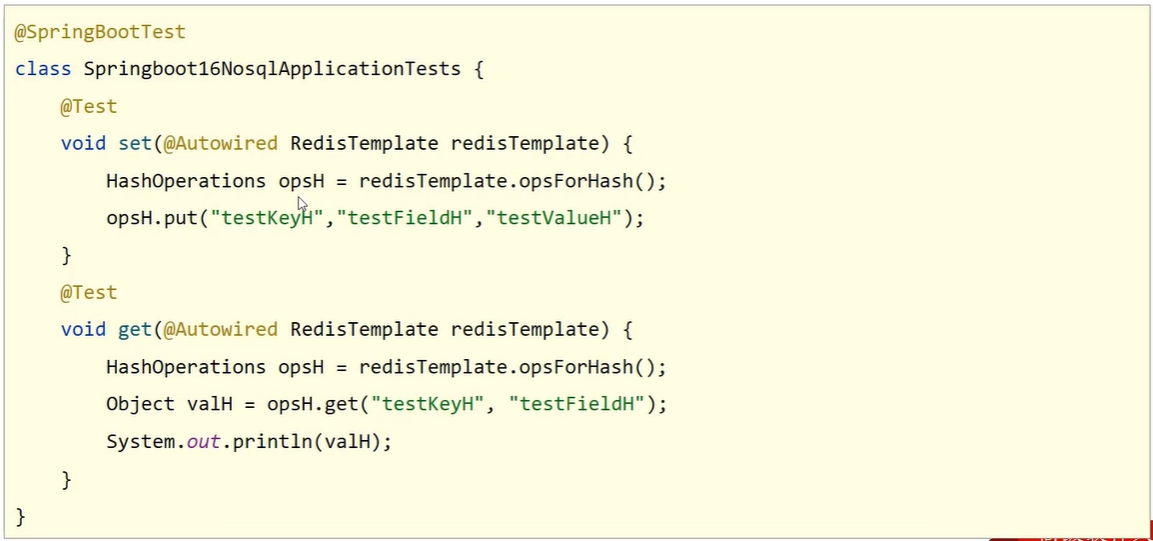 @SpringBootTest
class Springboot16NosqlApplicationTests {
    @Test
    void set(@Autowired RedisTemplate redisTemplate) {
        HashOperations opsH = redisTemplate.opsForHash();
        opsH.put("testKeyH","testFieldH","testValueH");
    }
    @Test
    void get(@Autowired RedisTemplate redisTemplate) {
        HashOperations opsH = redisTemplate.opsForHash();
        Object valH = opsH.get("testKeyH", "testFieldH");
        System.out.println(valH);
    }
}